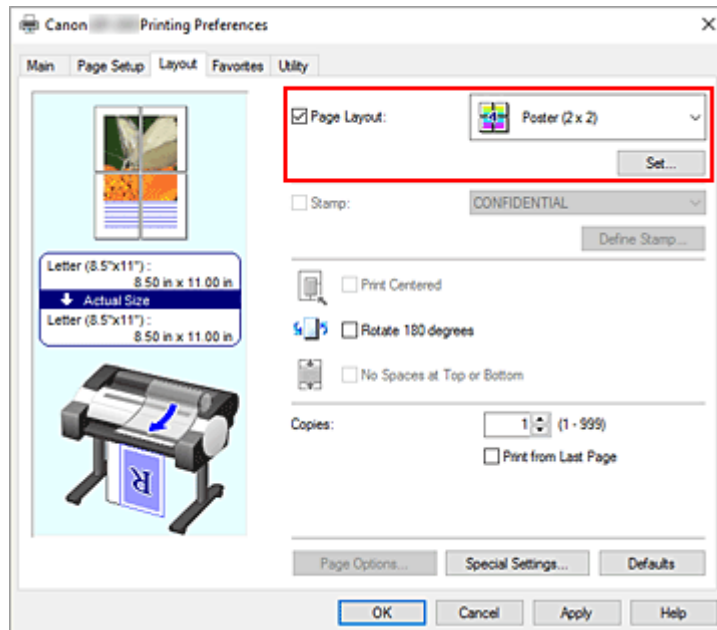 Canon Printing Preferences
Main Page Setup Layout Favorites Utility
Page Layout:
4
Poster (2 x 2)
Set...
Stamp:
CONFIDENTIAL
Define Stamp...
Letter (8.5"x11") :
8.50 in x 11.00 in
Actual Size
Letter (8.5"x11") :
8.50 in x 11.00 in
R
Print Centered
Rotate 180 degrees
No Spaces at Top or Bottom
Copies:
1 (1 - 999)
Print from Last Page
Page Options... Special Settings... Defaults
OK Cancel Apply Help